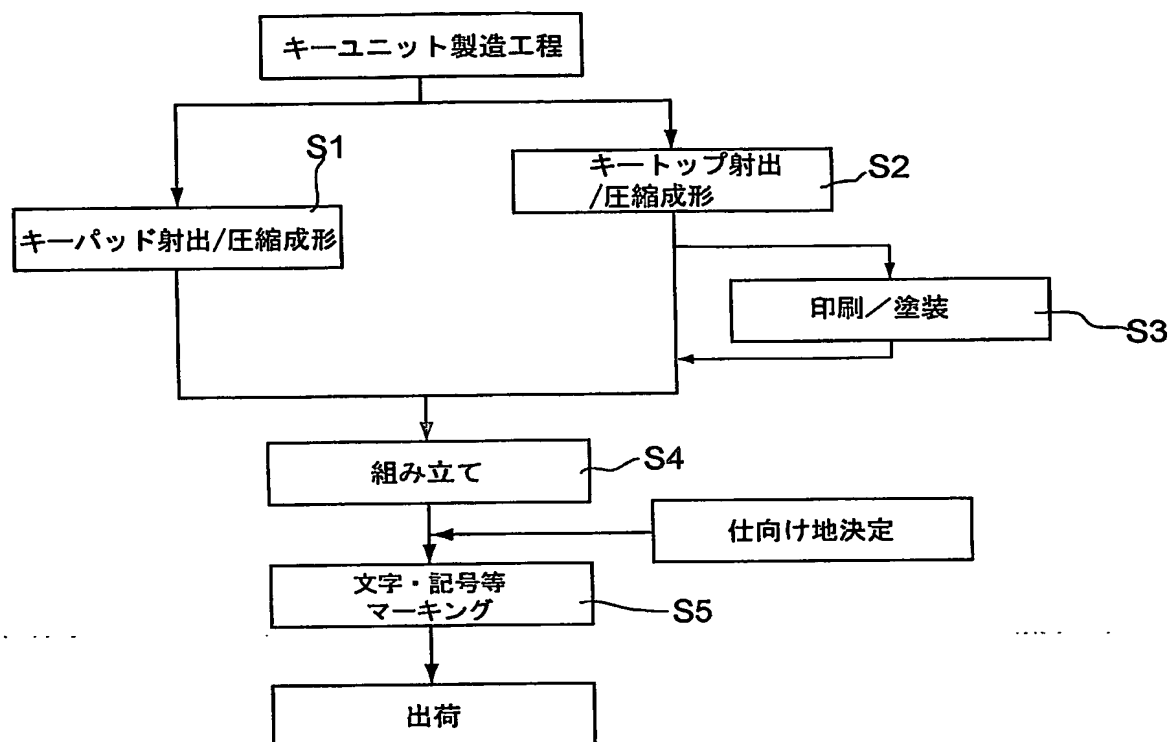 キーユニット製造工程
S1
キートップ射出
/圧縮成形
S2
キーパッド射出/圧縮成形
印刷／塗装
S3
組み立て
S4
仕向け地決定
文字・記号等
マーキング
S5
出荷